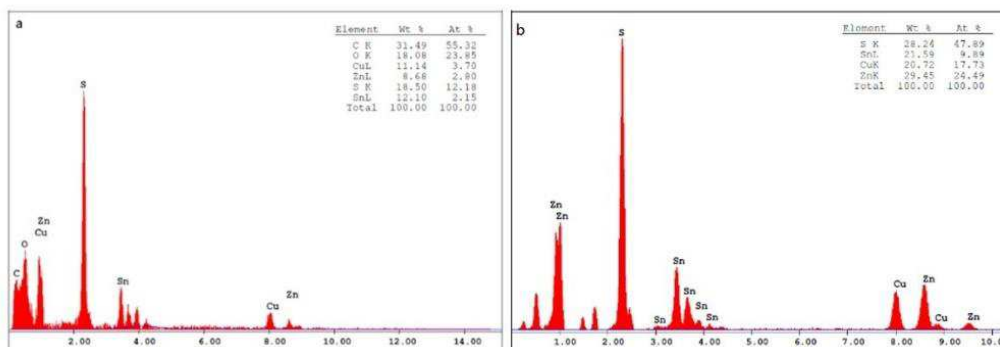 a
Element Wt % At %
C K 31.49 55.32
O K 18.08 23.85
CuL 11.14 3.70
ZnL 8.68 2.80
S K 18.50 12.18
SnL 12.10 2.15
Total 100.00 100.00
S
Zn
Cu
O
C
Sn
Cu
Zn
2.00 4.00 6.00 8.00 10.00 12.00 14.00
b
Element Wt % At %
S K 28.24 47.89
SnL 21.59 9.89
CuK 20.72 17.73
ZnK 29.45 24.49
Total 100.00 100.00
S
Zn
Zn
Sn
Sn
Sn
Sn
Sn
Cu
Zn
Cu
Zn
1.00 2.00 3.00 4.00 5.00 6.00 7.00 8.00 9.00 10.0